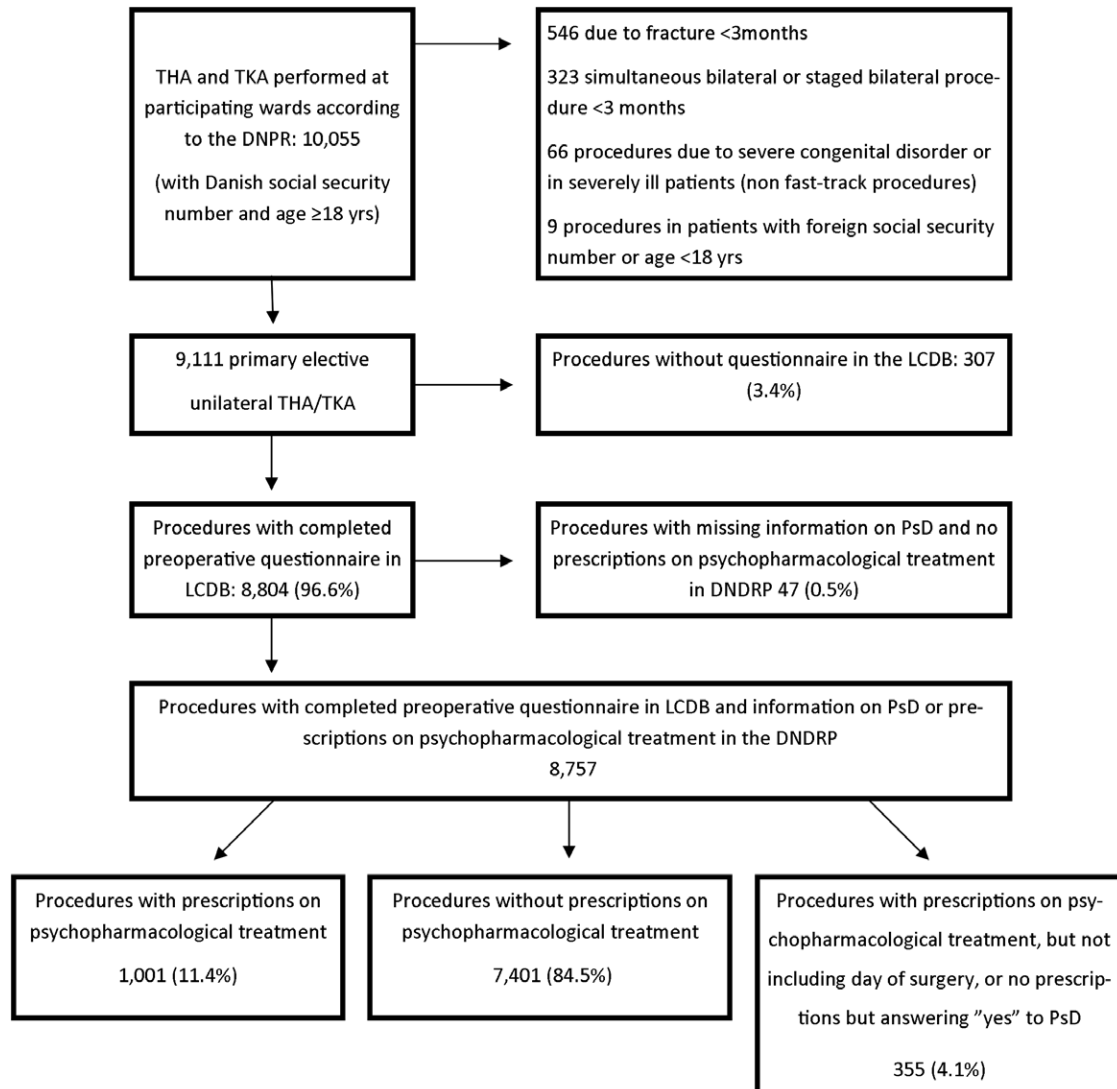 THA and TKA performed at
participating wards according
to the DNPR: 10,055
(with Danish social security
number and age ≥18 yrs)
546 due to fracture <3months
323 simultaneous bilateral or staged bilateral proce-
dure <3 months
66 procedures due to severe congenital disorder or
in severely ill patients (non fast-track procedures)
9 procedures in patients with foreign social security
number or age <18 yrs
9,111 primary elective
unilateral THA/TKA
Procedures without questionnaire in the LCDB: 307
(3.4%)
Procedures with completed
preoperative questionnaire in
LCDB: 8,804 (96.6%)
Procedures with missing information on PsD and no
prescriptions on psychopharmacological treatment
in DNDRP 47 (0.5%)
Procedures with completed preoperative questionnaire in LCDB and information on PsD or pre-
scriptions on psychopharmacological treatment in the DNDRP
8,757
Procedures with prescriptions on
psychopharmacological treatment
1,001 (11.4%)
Procedures without prescriptions on
psychopharmacological treatment
7,401 (84.5%)
Procedures with prescriptions on psy-
chopharmacological treatment, but not
including day of surgery, or no prescrip-
tions but answering ”yes” to PsD
355 (4.1%)